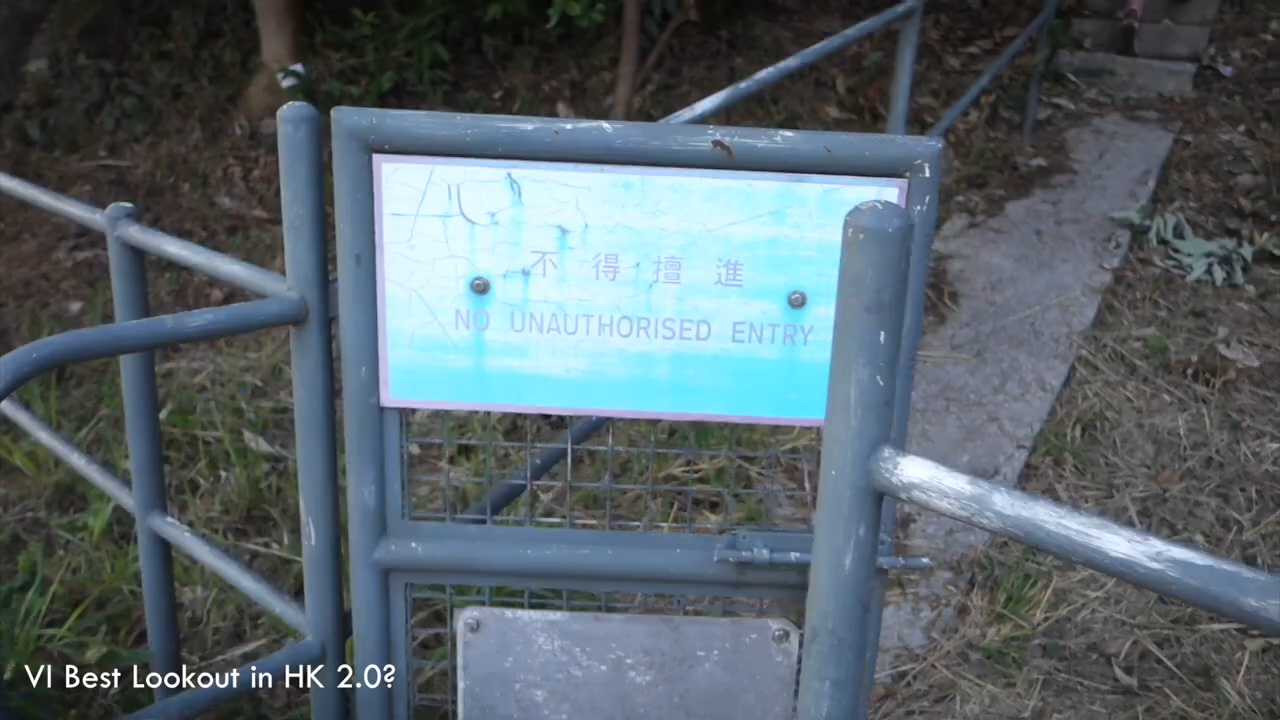 不得擅進
NO UNAUTHORISED ENTRY
VI Best Lookout in HK 2.0?